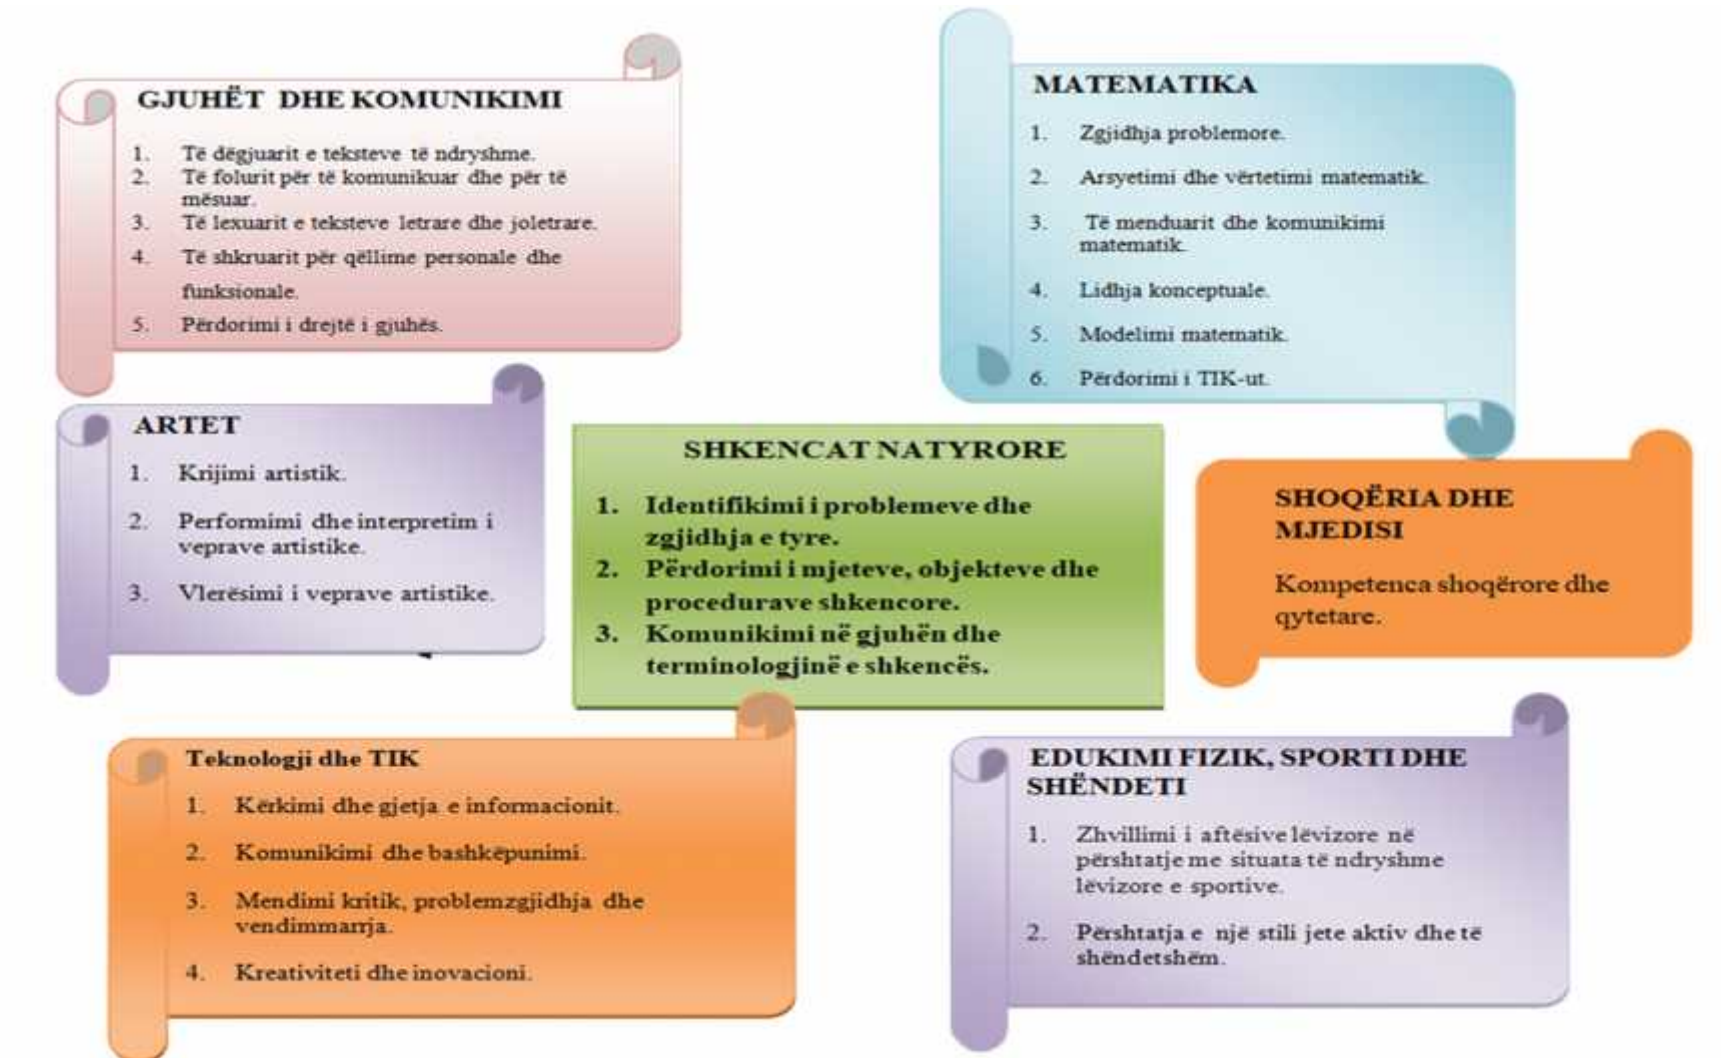 GJUHËT DHE KOMUNIKIMI
1. Të dëgjuarit e teksteve të ndryshme.
2. Të folurit për të komunikuar dhe për të
mësuar.
3. Të lexuarit e teksteve letrare dhe joletrare.
4. Të shkruarit për qëllime personale dhe
funksionale.
5. Përdorimi i drejtë i gjuhës.
MATEMATIKA
1. Zgjidhja problemore.
2. Arsyetimi dhe vërtetimi matematik.
3. Të menduarit dhe komunikimi
matematik.
4. Lidhja konceptuale.
5. Modelimi matematik.
6. Përdorimi i TIK-ut.
ARTET
1. Krijimi artistik.
2. Performimi dhe interpretim i
veprave artistike.
3. Vlerësimi i veprave artistike.
SHKENCAT NATYRORE
1. Identifikimi i problemeve dhe
zgjidhja e tyre.
2. Përdorimi i mjeteve, objekteve dhe
procedurave shkencore.
3. Komunikimi në gjuhën dhe
terminologjinë e shkencës.
SHOQËRIA DHE
MJEDISI
Kompetenca shoqërore dhe
qytetare.
Teknologji dhe TIK
1. Kërkimi dhe gjetja e informacionit.
2. Komunikimi dhe bashkëpunimi.
3. Mendimi kritik, problemzgjidhja dhe
vendimmarrja.
4. Kreativiteti dhe inovacioni.
EDUKIMI FIZIK, SPORTI DHE
SHËNDETI
1. Zhvillimi i aftësive lëvizore në
përshtatje me situata të ndryshme
lëvizore e sportive.
2. Përshtatja e një stili jete aktiv dhe të
shëndetshëm.